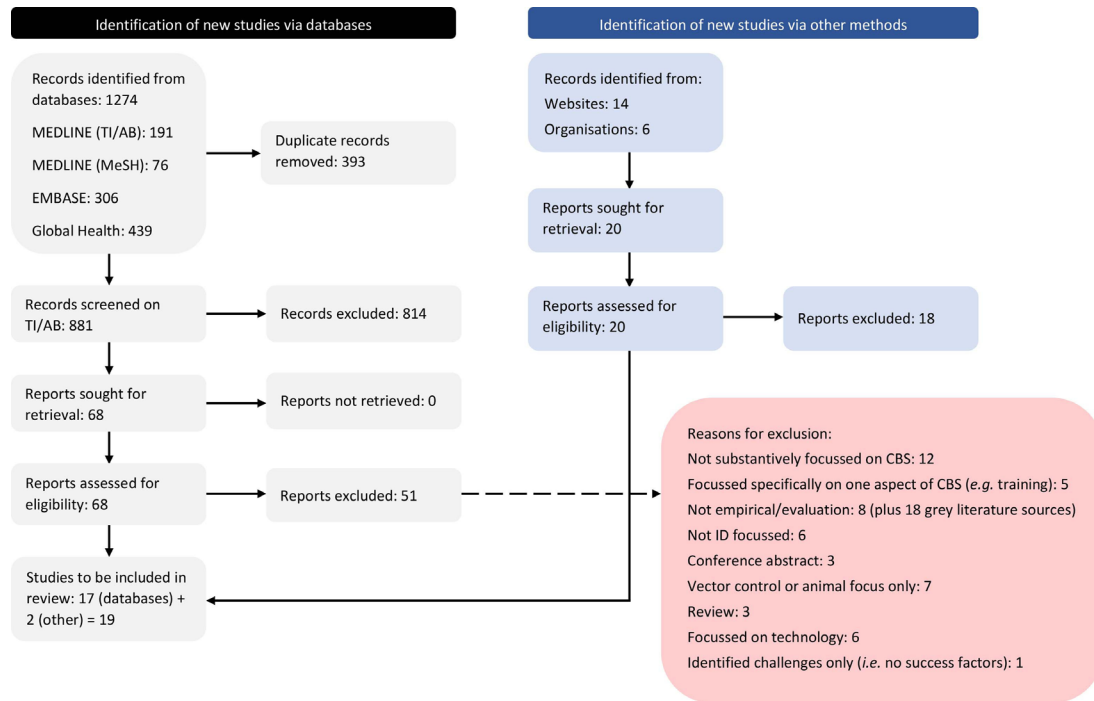 Identification of new studies via databases
Identification of new studies via other methods
Records identified from
databases: 1274
MEDLINE (TI/AB): 191
MEDLINE (MeSH): 76
EMBASE: 306
Global Health: 439
Duplicate records
removed: 393
Records identified from:
Websites: 14
Organisations: 6
Reports sought for
retrieval: 20
Records screened on
TI/AB: 881
Records excluded: 814
Reports assessed for
eligibility: 20
Reports excluded: 18
Reports sought for
retrieval: 68
Reports not retrieved: 0
Reports assessed for
eligibility: 68
Reports excluded: 51
Studies to be included in
review: 17 (databases) +
2 (other) = 19
Reasons for exclusion:
Not substantively focussed on CBS: 12
Focussed specifically on one aspect of CBS (e.g. training): 5
Not empirical/evaluation: 8 (plus 18 grey literature sources)
Not ID focussed: 6
Conference abstract: 3
Vector control or animal focus only: 7
Review: 3
Focussed on technology: 6
Identified challenges only (i.e. no success factors): 1